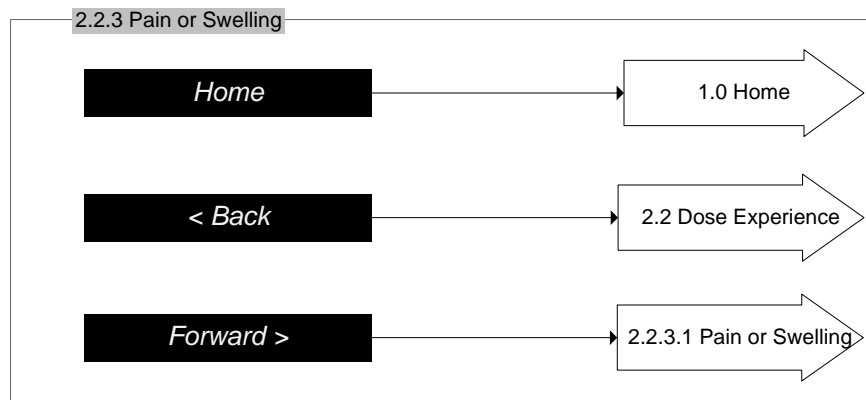 2.2.3 Pain or Swelling
Home
1.0 Home
< Back
2.2 Dose Experience
Forward >
2.2.3.1 Pain or Swelling